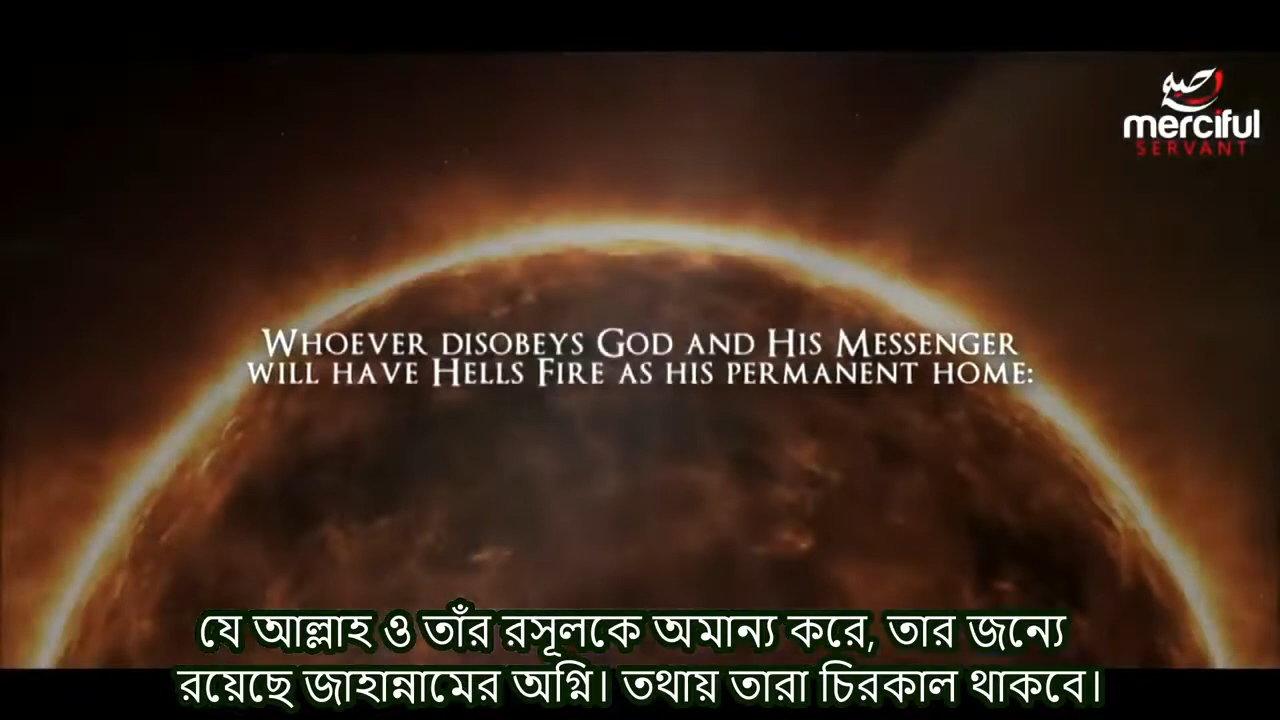 merciful
SERVANT
WHOEVER DISOBEYS GOD AND HIS MESSENGER
WILL HAVE HELLS FIRE AS HIS PERMANENT HOME:
যে আল্লাহ ও তাঁর রসূলকে অমান্য করে, তার জন্যে
রয়েছে জাহান্নামের অগ্নি। তথায় তারা চিরকাল থাকবে।